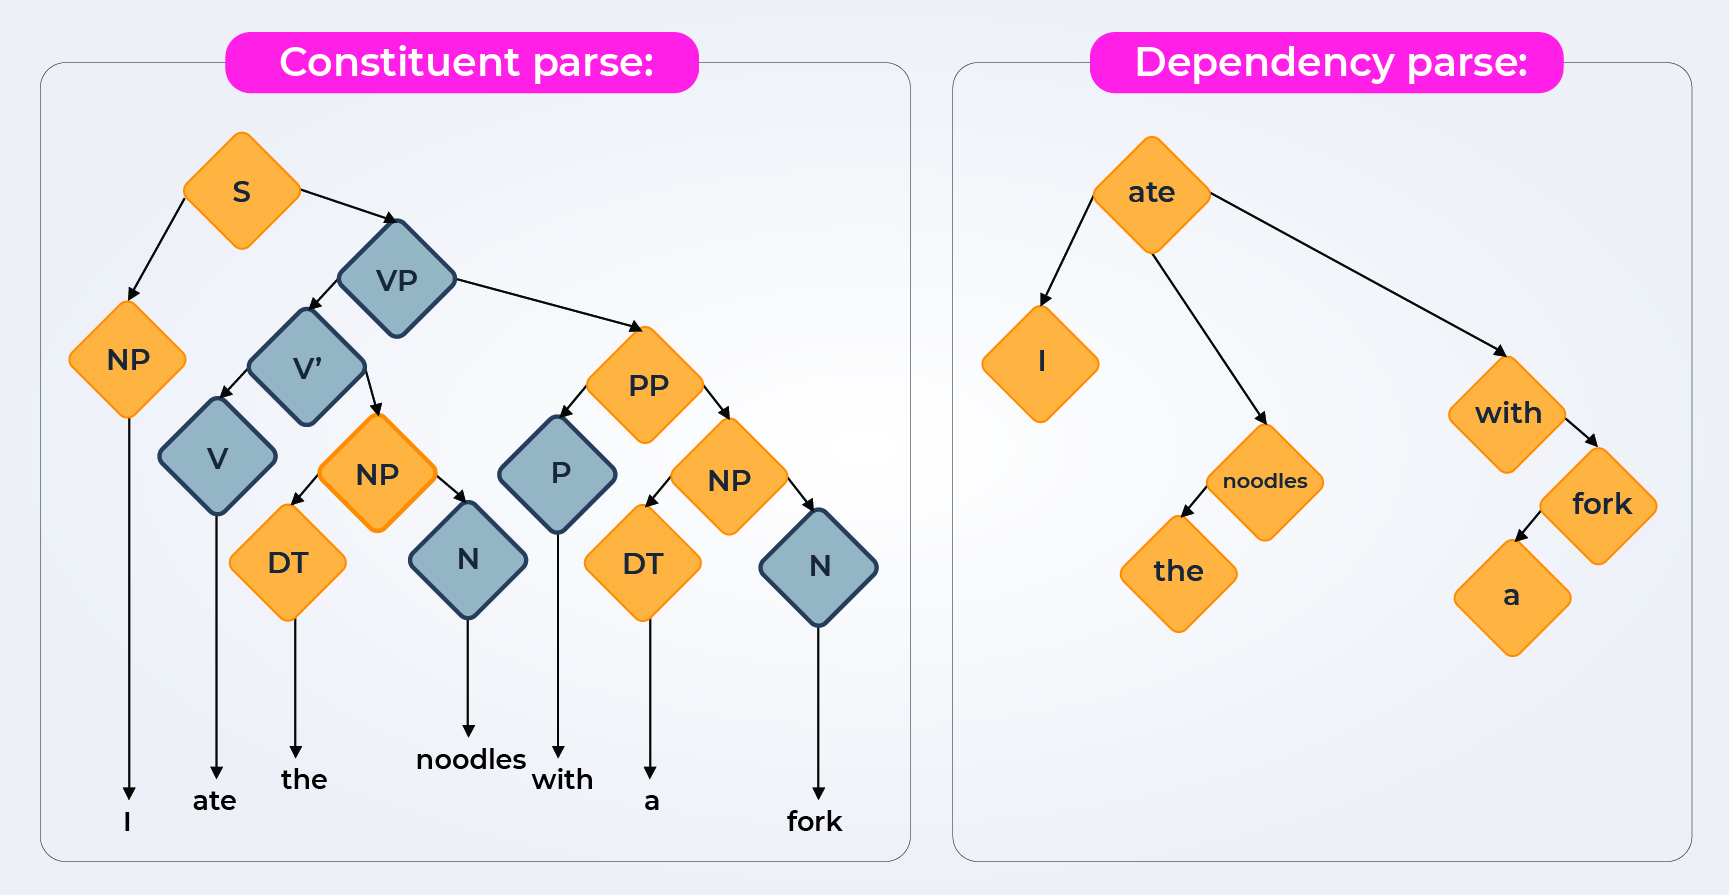 Constituent parse:
S
VP
NP
V’
PP
V
NP
P
NP
DT
N
DT
N
I
ate
the
noodles
with
a
fork
Dependency parse:
ate
I
with
noodles
fork
the
a